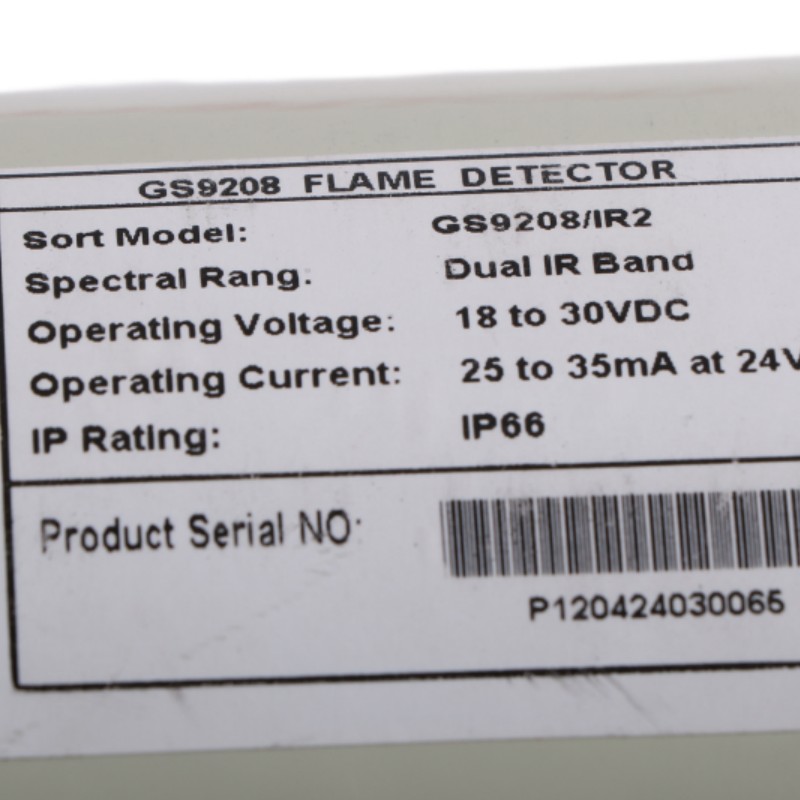 GS9208 FLAME DETECTOR
Sort Model: GS9208/IR2
Spectral Rang: Dual IR Band
Operating Voltage: 18 to 30VDC
Operating Current: 25 to 35mA at 24V
IP Rating: IP66
Product Serial NO:
P120424030065